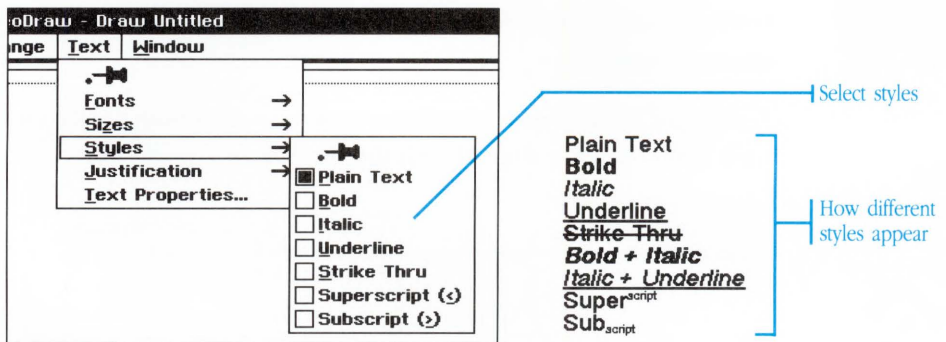 oDraw - Draw Untitled
nge Text Window
Fonts →
Sizes →
Styles →
Justification →
Text Properties...
Plain Text
Bold
Italic
Underline
Strike Thru
Superscript (<)
Subscript (>)
Select styles
Plain Text
Bold
Italic
Underline
Strike Thru
Bold + Italic
Italic + Underline
Superscript
Subscript
How different
styles appear